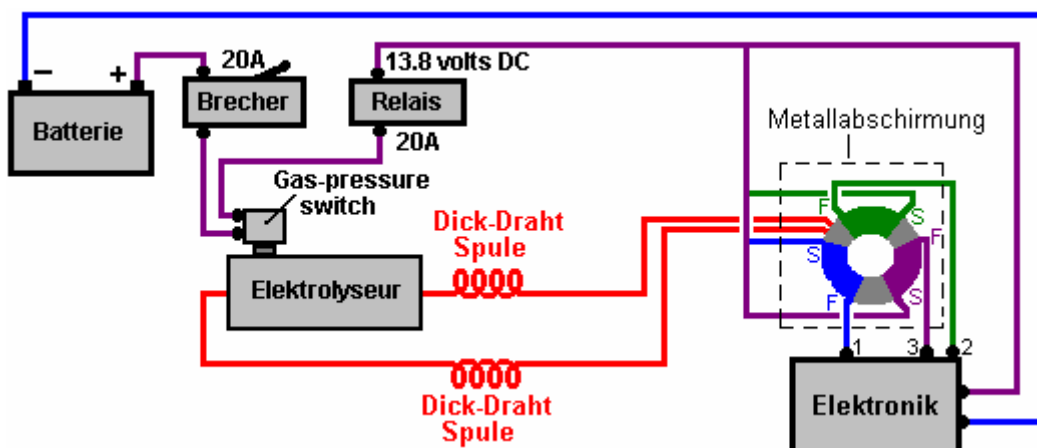 20A
13.8 volts DC
− +
Batterie
Brecher
Relais
20A
Metallabschirmung
Gas-pressure
switch
Dick-Draht
Spule
Elektrolyseur
F
S
F
S
F
S
1
3
2
Dick-Draht
Spule
Elektronik